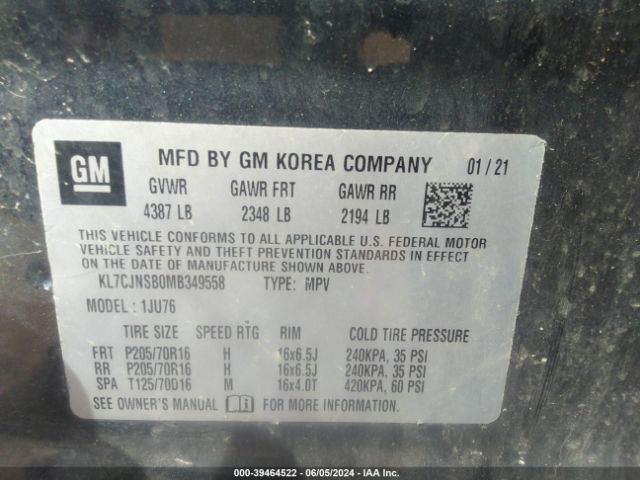 GM
MFD BY GM KOREA COMPANY 01/21
GVWR GAWR FRT GAWR RR
4387 LB 2348 LB 2194 LB
THIS VEHICLE CONFORMS TO ALL APPLICABLE U.S. FEDERAL MOTOR
VEHICLE SAFETY AND THEFT PREVENTION STANDARDS IN EFFECT
ON THE DATE OF MANUFACTURE SHOWN ABOVE.
KL7CJNSB0MB349558 TYPE: MPV
MODEL: 1JU76
TIRE SIZE SPEED RTG RIM COLD TIRE PRESSURE
FRT P205/70R16 H 16x6.5J 240KPA, 35 PSI
RR P205/70R16 H 16x6.5J 240KPA, 35 PSI
SPA T125/70D16 M 16x4.0T 420KPA, 60 PSI
SEE OWNER'S MANUAL FOR MORE INFORMATION.
000-39464522 | 06/05/2024 | IAA Inc.